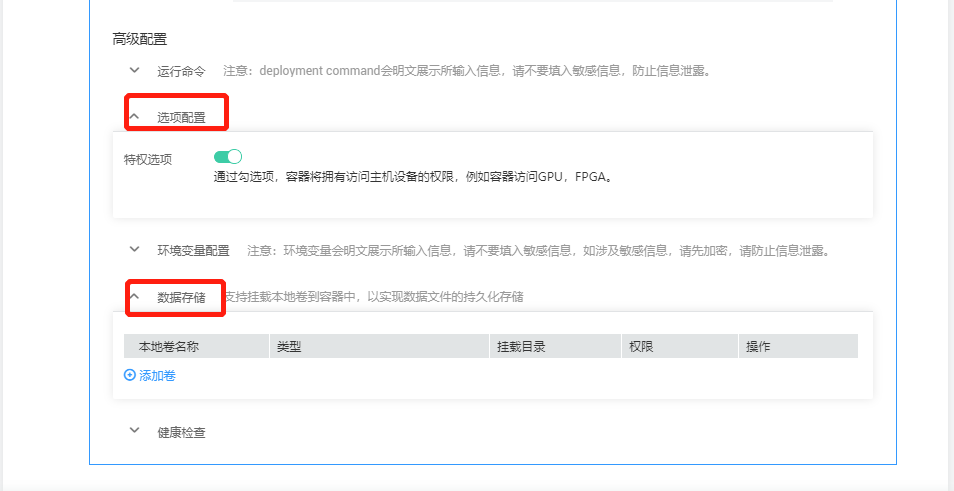 高级配置
运行命令 注意：deployment command会明文展示所输入信息，请不要填入敏感信息，防止信息泄露。
选项配置
特权选项
通过勾选项，容器将拥有访问主机设备的权限，例如容器访问GPU，FPGA。
环境变量配置 注意：环境变量会明文展示所输入信息，请不要填入敏感信息，如涉及敏感信息，请先加密，请防止信息泄露。
数据存储 支持挂载本地卷到容器中，以实现数据文件的持久化存储
本地卷名称 类型 挂载目录 权限 操作
添加卷
健康检查